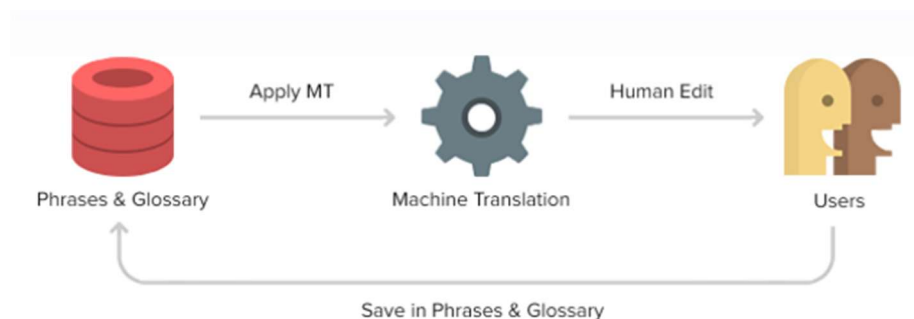 Apply MT
Human Edit
Phrases & Glossary
Machine Translation
Users
Save in Phrases & Glossary